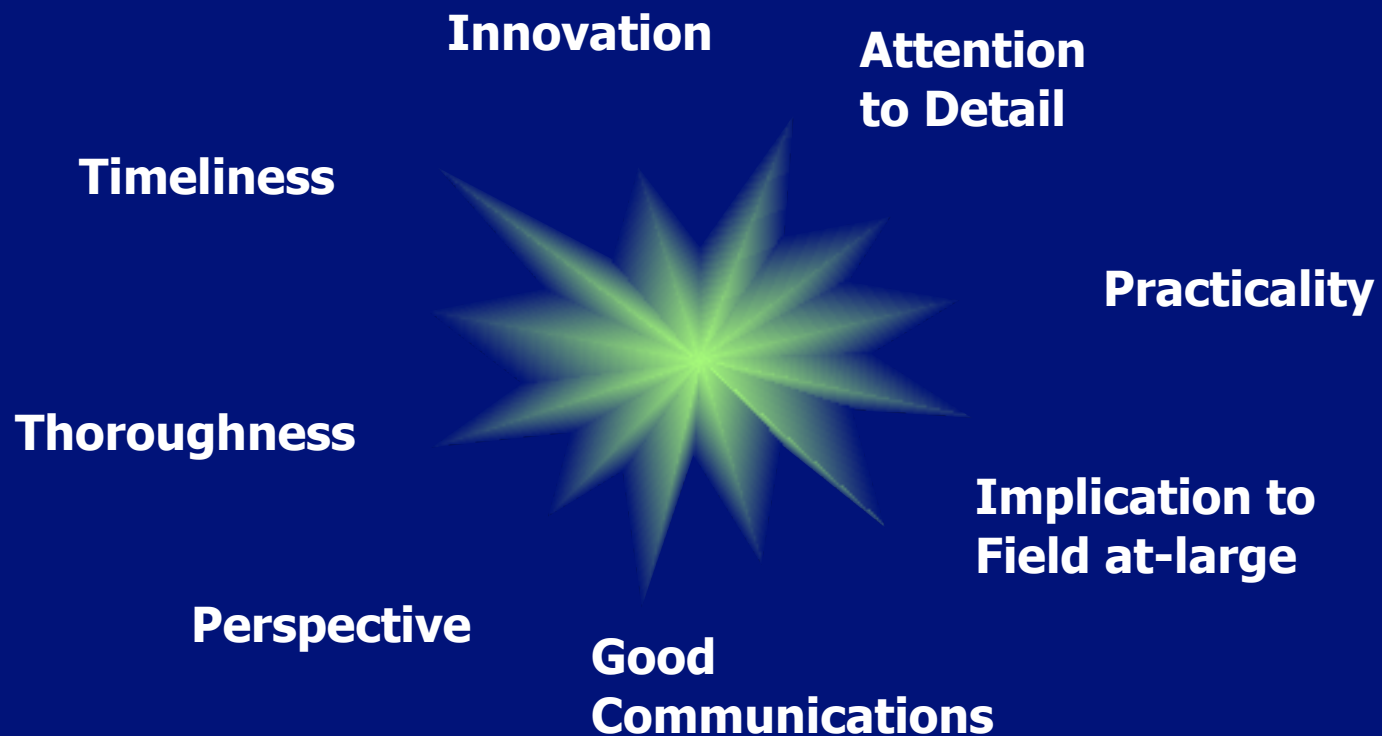 Innovation
Attention
to Detail
Timeliness
Practicality
Thoroughness
Implication to
Field at-large
Perspective
Good
Communications